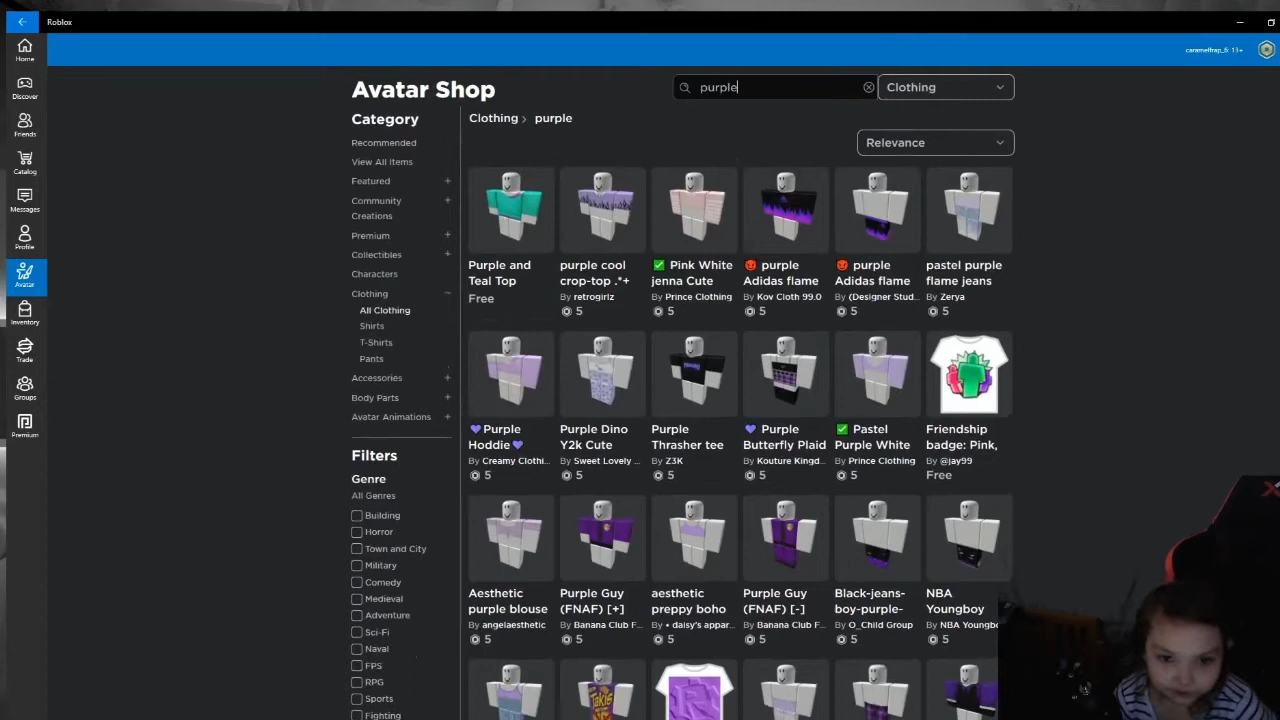 Roblox
caramelfrap_6: 13+
Home
Discover
Friends
Catalog
Messages
Profile
Avatar
Inventory
Trade
Groups
Premium
Avatar Shop
purple
Clothing
Category
Clothing › purple
Relevance
Recommended
View All Items
Featured +
Community Creations +
Premium +
Collectibles +
Characters
Clothing −
All Clothing
Shirts
T-Shirts
Pants
Accessories +
Body Parts +
Avatar Animations +
Filters
Genre
All Genres
Building
Horror
Town and City
Military
Comedy
Medieval
Adventure
Sci-Fi
Naval
FPS
RPG
Sports
Fighting
Purple and Teal Top
Free
purple cool crop-top .*+
By retrogirlz
5
✅ Pink White jenna Cute
By Prince Clothing
5
😡 purple Adidas flame
By Kov Cloth 99.0
5
😡 purple Adidas flame
By (Designer Stud...
5
pastel purple flame jeans
By Zerya
5
💜Purple Hoddie💜
By Creamy Clothi...
5
Purple Dino Y2k Cute
By Sweet Lovely ...
5
Purple Thrasher tee
By Z3K
5
💜 Purple Butterfly Plaid
By Kouture Kingd...
5
✅ Pastel Purple White
By Prince Clothing
5
Friendship badge: Pink,
By @jay99
Free
Aesthetic purple blouse
By angelaesthetic
5
Purple Guy (FNAF) [+]
By Banana Club F...
5
aesthetic preppy boho
By • daisy's appar...
5
Purple Guy (FNAF) [-]
By Banana Club F...
5
Black-jeans-boy-purple-
By O_Child Group
5
NBA Youngboy
By NBA Youngbo
5
Takis